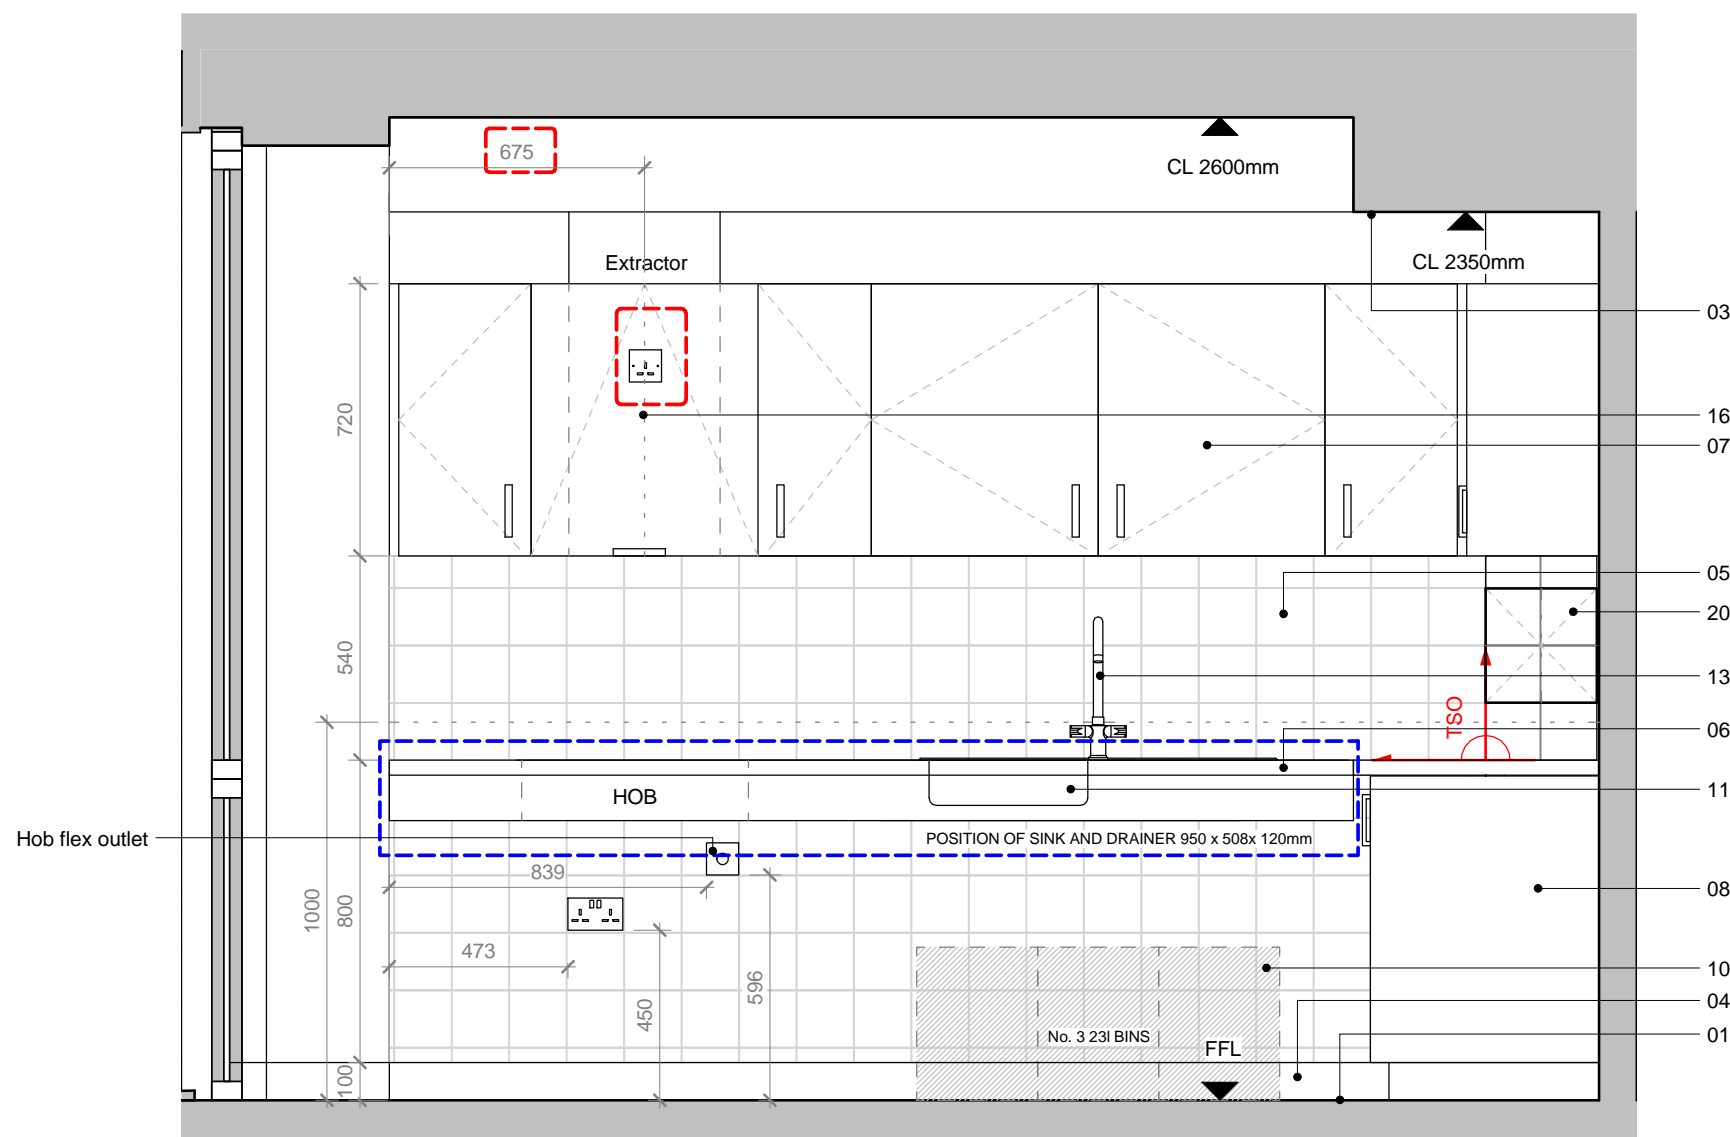 675
CL 2600mm
Extractor
CL 2350mm
03
720
16
07
05
20
540
13
TSO
06
HOB
11
Hob flex outlet
POSITION OF SINK AND DRAINER 950 x 508x 120mm
839
08
1000
800
473
10
596
450
04
No. 3 23l BINS
FFL
01
100